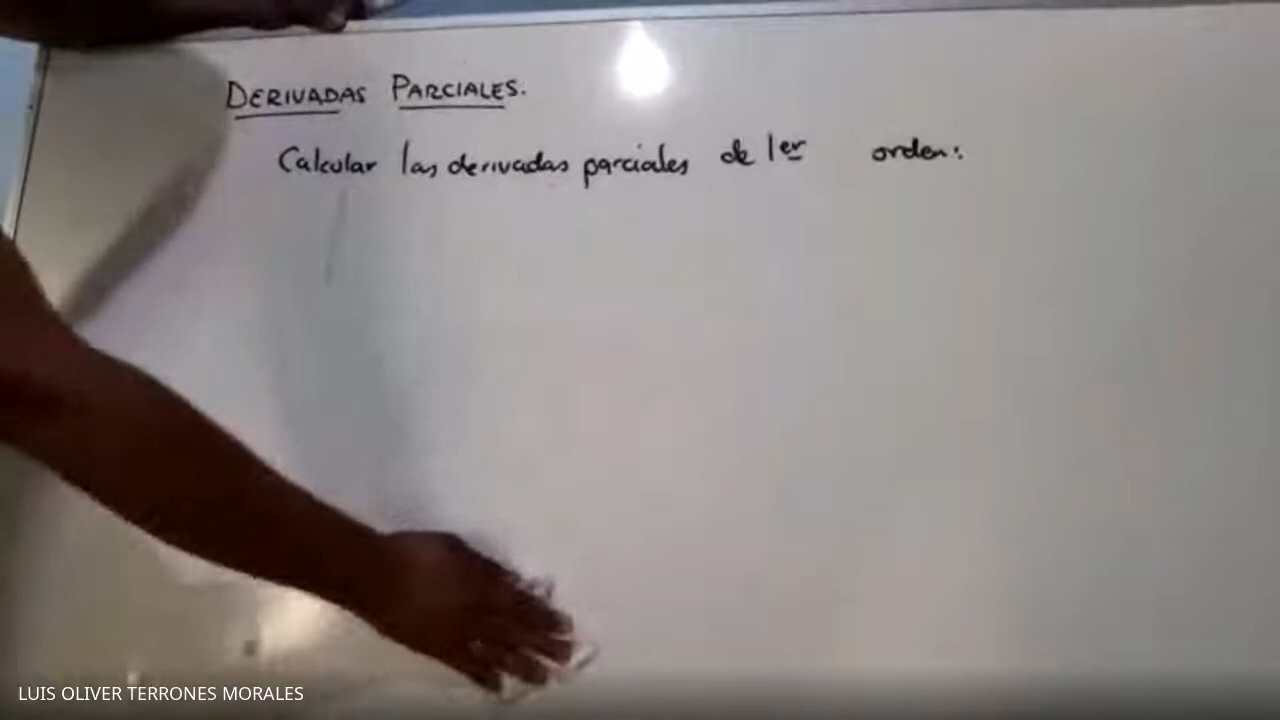 DERIVADAS PARCIALES.
Calcular las derivadas parciales de 1er orden:
LUIS OLIVER TERRONES MORALES